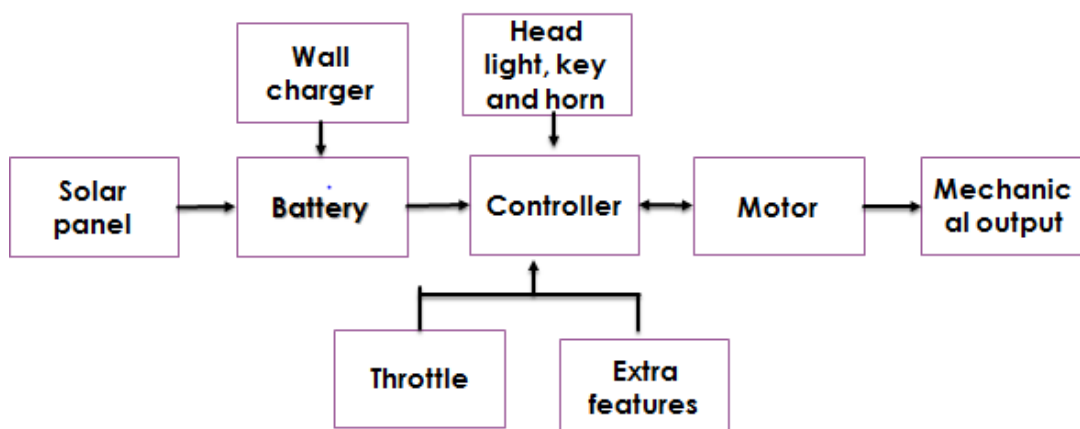 Wall
charger
Head
light, key
and horn
Solar
panel
Battery
Controller
Motor
Mechanic
al output
Throttle
Extra
features